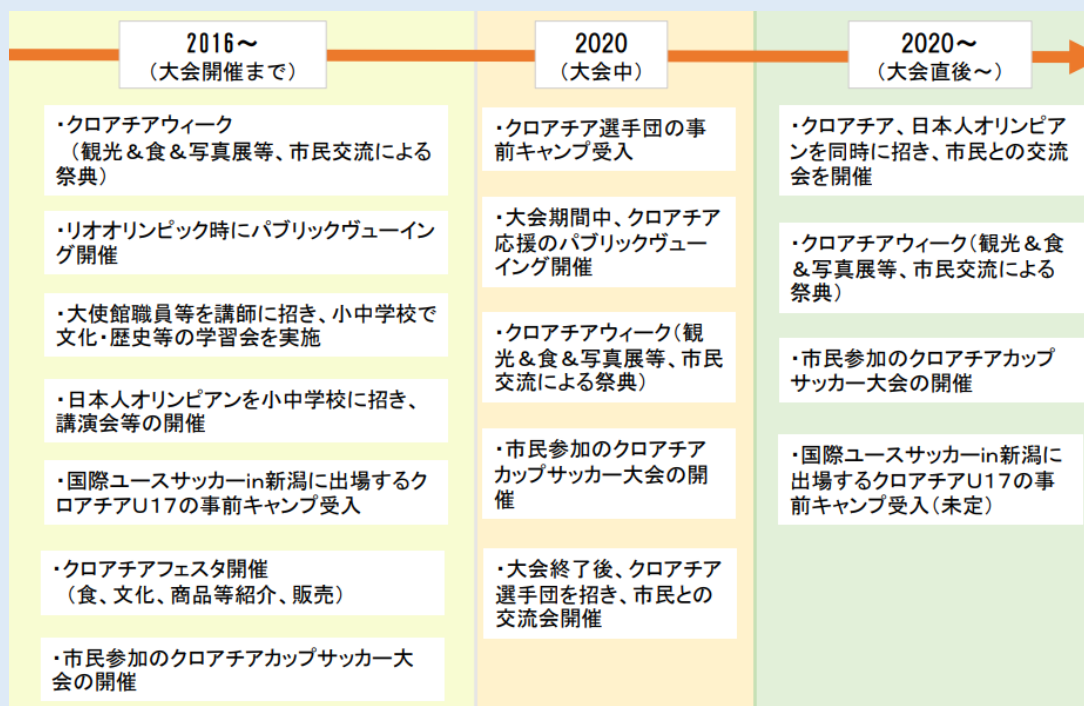 2016～
（大会開催まで）
・クロアチアウィーク
（観光＆食＆写真展等、市民交流による
祭典）
・リオオリンピック時にパブリックヴューイン
グ開催
・大使館職員等を講師に招き、小中学校で
文化・歴史等の学習会を実施
・日本人オリンピアンを小中学校に招き、
講演会等の開催
・国際ユースサッカーin新潟に出場するク
ロアチアU17の事前キャンプ受入
・クロアチアフェスタ開催
（食、文化、商品等紹介、販売）
・市民参加のクロアチアカップサッカー大
会の開催
2020
（大会中）
・クロアチア選手団の事
前キャンプ受入
・大会期間中、クロアチア
応援のパブリックヴュー
イング開催
・クロアチアウィーク（観
光＆食＆写真展等、市民
交流による祭典）
・市民参加のクロアチア
カップサッカー大会の開
催
・大会終了後、クロアチア
選手団を招き、市民との
交流会開催
2020～
（大会直後～）
・クロアチア、日本人オリンピア
ンを同時に招き、市民との交流
会を開催
・クロアチアウィーク（観光＆食
＆写真展等、市民交流による
祭典）
・市民参加のクロアチアカップ
サッカー大会の開催
・国際ユースサッカーin新潟に
出場するクロアチアU17の事
前キャンプ受入（未定）